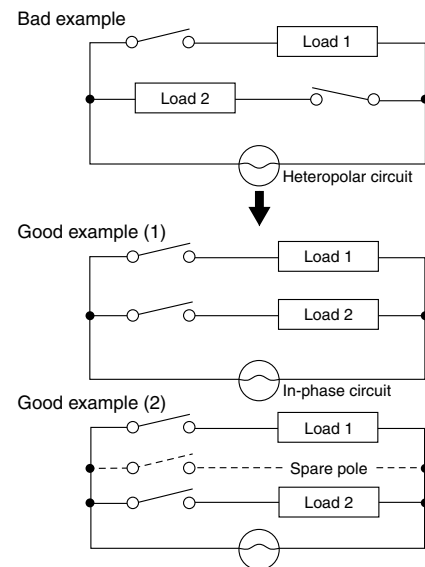 Bad example
Load 1
Load 2
Heteropolar circuit
Good example (1)
Load 1
Load 2
In-phase circuit
Good example (2)
Load 1
Spare pole
Load 2